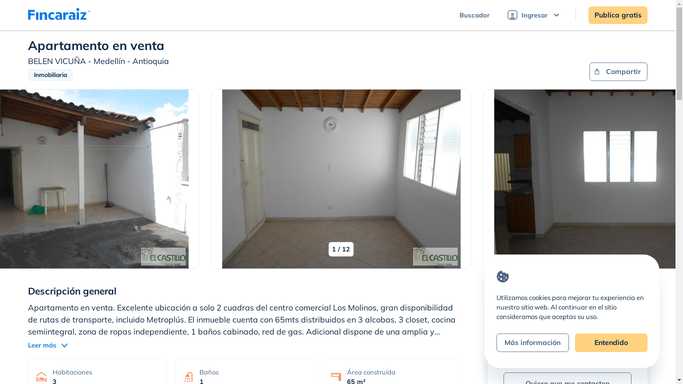 Fincaraiz
Buscador
Ingresar
Publica gratis
Apartamento en venta
BELEN VICUÑA - Medellín - Antioquia
Inmobiliaria
Compartir
EL CASTILLO
1 / 12
EL CASTILLO
Descripción general
Apartamento en venta. Excelente ubicación a solo 2 cuadras del centro comercial Los Molinos, gran disponibilidad
de rutas de transporte, incluido Metroplús. El inmueble cuenta con 65mts distribuidos en 3 alcobas, 3 closet, cocina
semiintegral, zona de ropas independiente, 1 baños cabinado, red de gas. Adicional dispone de una amplia y...
Leer más
Habitaciones
3
Baños
1
Área construida
65 m²
Utilizamos cookies para mejorar tu experiencia en
nuestro sitio web. Al continuar en el sitio
consideramos que aceptas su uso.
Más información
Entendido
Quiero que me contacten